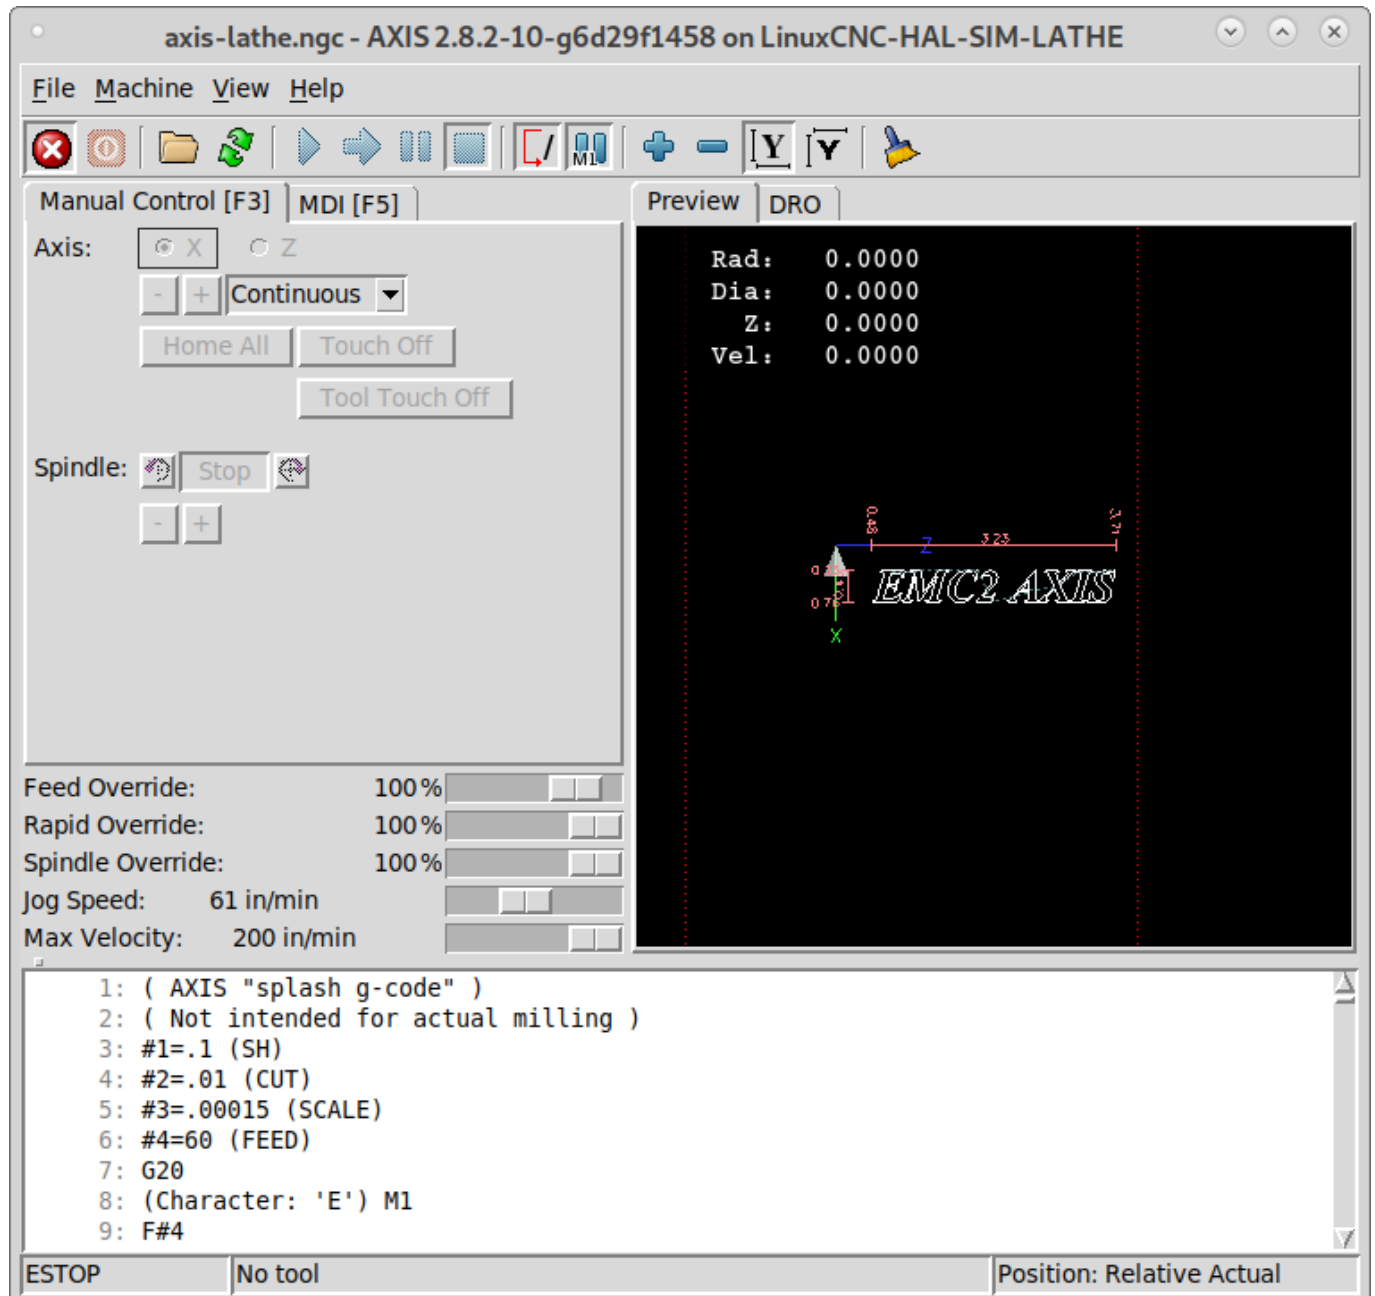 axis-lathe.ngc - AXIS 2.8.2-10-g6d29f1458 on LinuxCNC-HAL-SIM-LATHE
File Machine View Help
M1 Y Y
Manual Control [F3] MDI [F5]
Axis: X Z
- + Continuous
Home All Touch Off
Tool Touch Off
Spindle: Stop
- +
Feed Override: 100%
Rapid Override: 100%
Spindle Override: 100%
Jog Speed: 61 in/min
Max Velocity: 200 in/min
Preview DRO
Rad: 0.0000
Dia: 0.0000
Z: 0.0000
Vel: 0.0000
0.48
Z 3.23
0.76 EMC2 AXIS
X
1: ( AXIS "splash g-code" )
2: ( Not intended for actual milling )
3: #1=.1 (SH)
4: #2=.01 (CUT)
5: #3=.00015 (SCALE)
6: #4=60 (FEED)
7: G20
8: (Character: 'E') M1
9: F#4
ESTOP No tool Position: Relative Actual